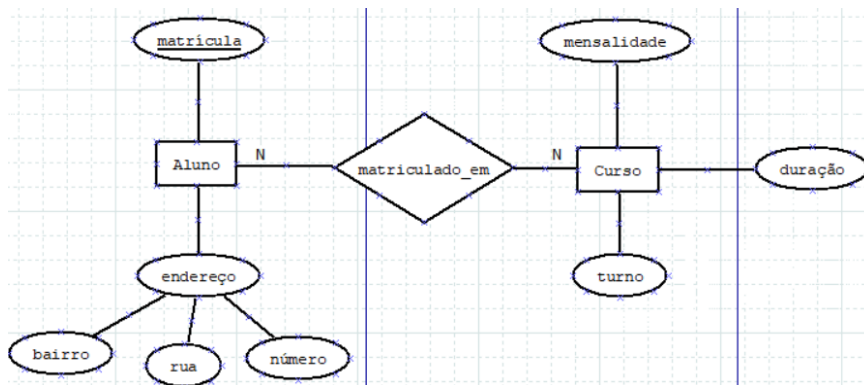 matrícula
mensalidade
Aluno
N
matriculado_em
N
Curso
duração
endereço
turno
bairro
rua
número